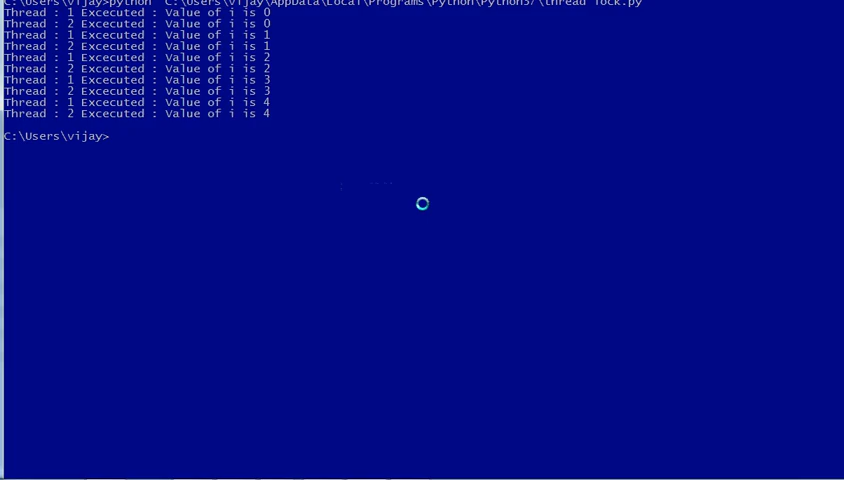 C:\Users\vijay>python C:\Users\vijay\AppData\Local\Programs\Python\Python37\thread lock.py
Thread : 1 Excecuted : Value of i is 0
Thread : 2 Excecuted : Value of i is 0
Thread : 1 Excecuted : Value of i is 1
Thread : 2 Excecuted : Value of i is 1
Thread : 1 Excecuted : Value of i is 2
Thread : 2 Excecuted : Value of i is 2
Thread : 1 Excecuted : Value of i is 3
Thread : 2 Excecuted : Value of i is 3
Thread : 1 Excecuted : Value of i is 4
Thread : 2 Excecuted : Value of i is 4
C:\Users\vijay>